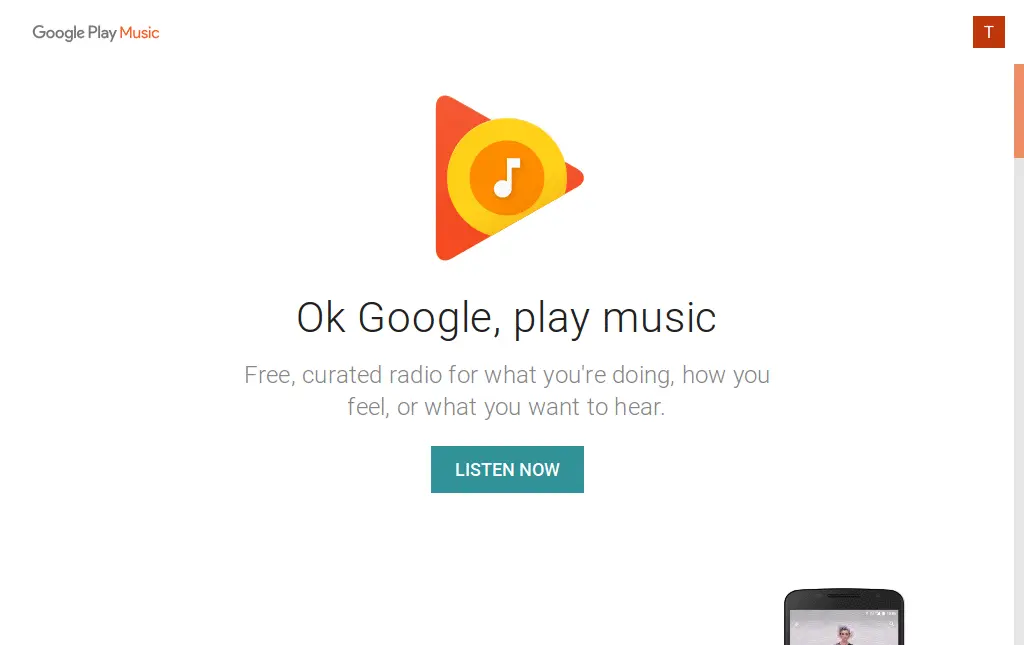 Google Play Music
T
Ok Google, play music
Free, curated radio for what you're doing, how you
feel, or what you want to hear.
LISTEN NOW